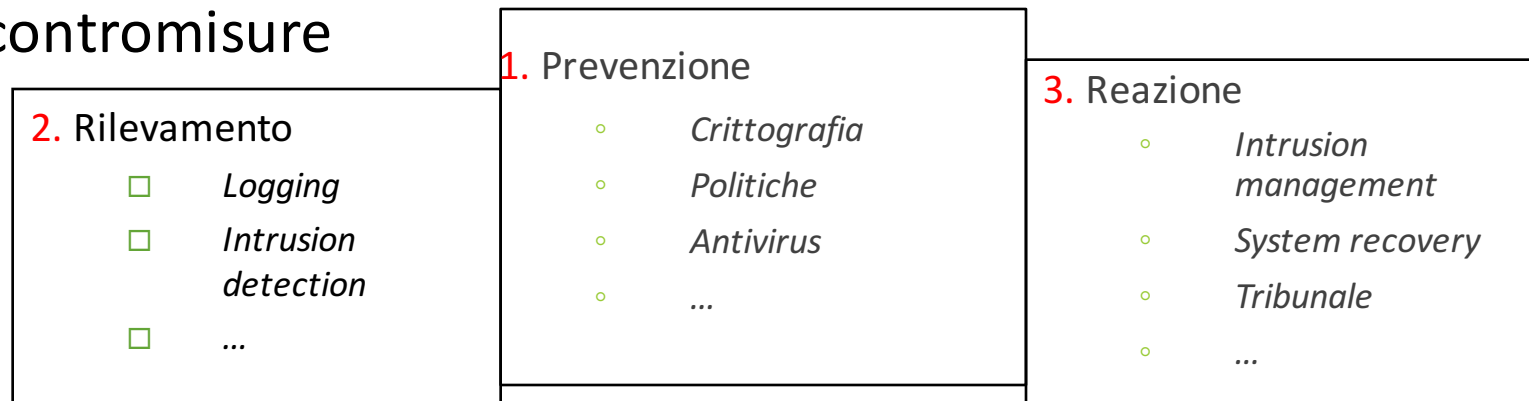 contromisure
2. Rilevamento
Logging
Intrusion
detection
…
1. Prevenzione
Crittografia
Politiche
Antivirus
…
3. Reazione
Intrusion
management
System recovery
Tribunale
…